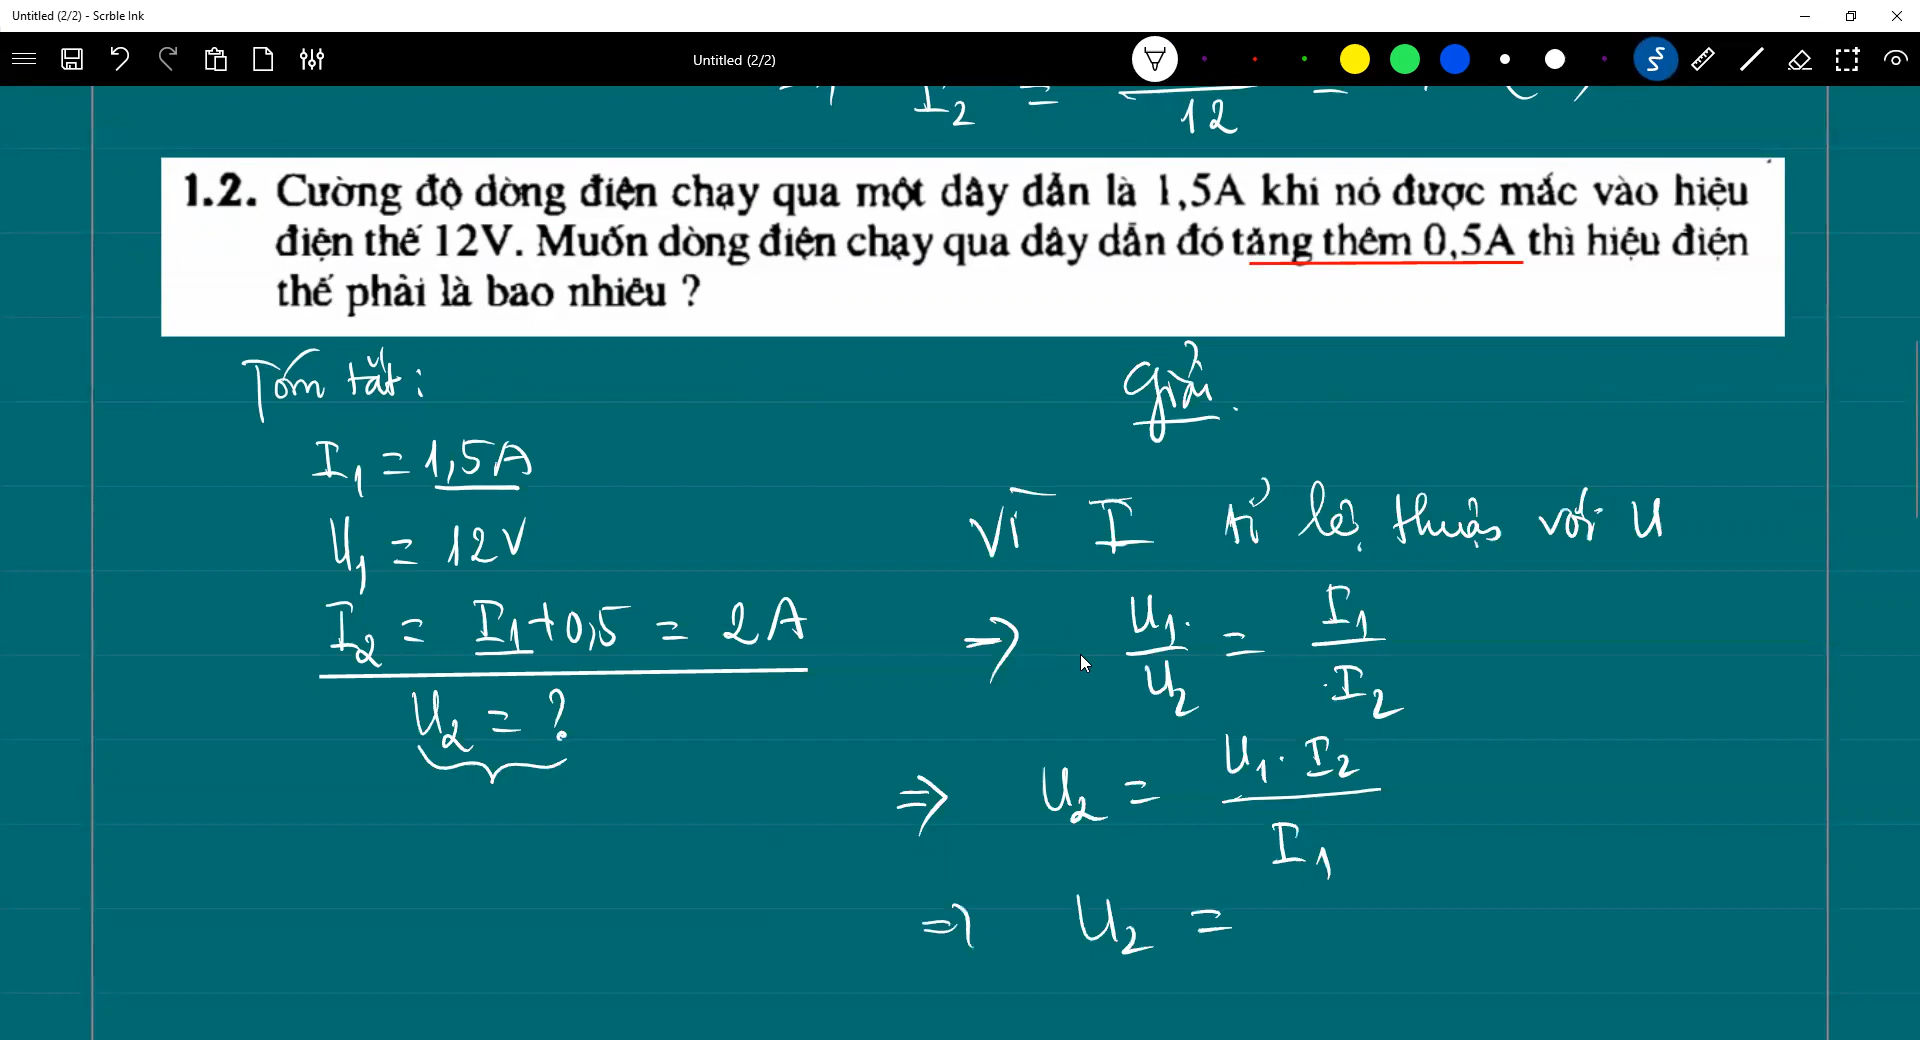 Untitled (2/2) - Scrble Ink
Untitled (2/2)
I2 = 12 =
1.2. Cường độ dòng điện chạy qua một dây dẫn là 1,5A khi nó được mắc vào hiệu
điện thế 12V. Muốn dòng điện chạy qua dây dẫn đó tăng thêm 0,5A thì hiệu điện
thế phải là bao nhiêu ?
Tóm tắt:
I1 = 1,5A
U1 = 12V
I2 = I1+0,5 = 2A
U2 = ?
Giải.
Vì I tỉ lệ thuận với U
=> U1/U2 = I1/I2
=> U2 = U1 . I2 / I1
=> U2 =